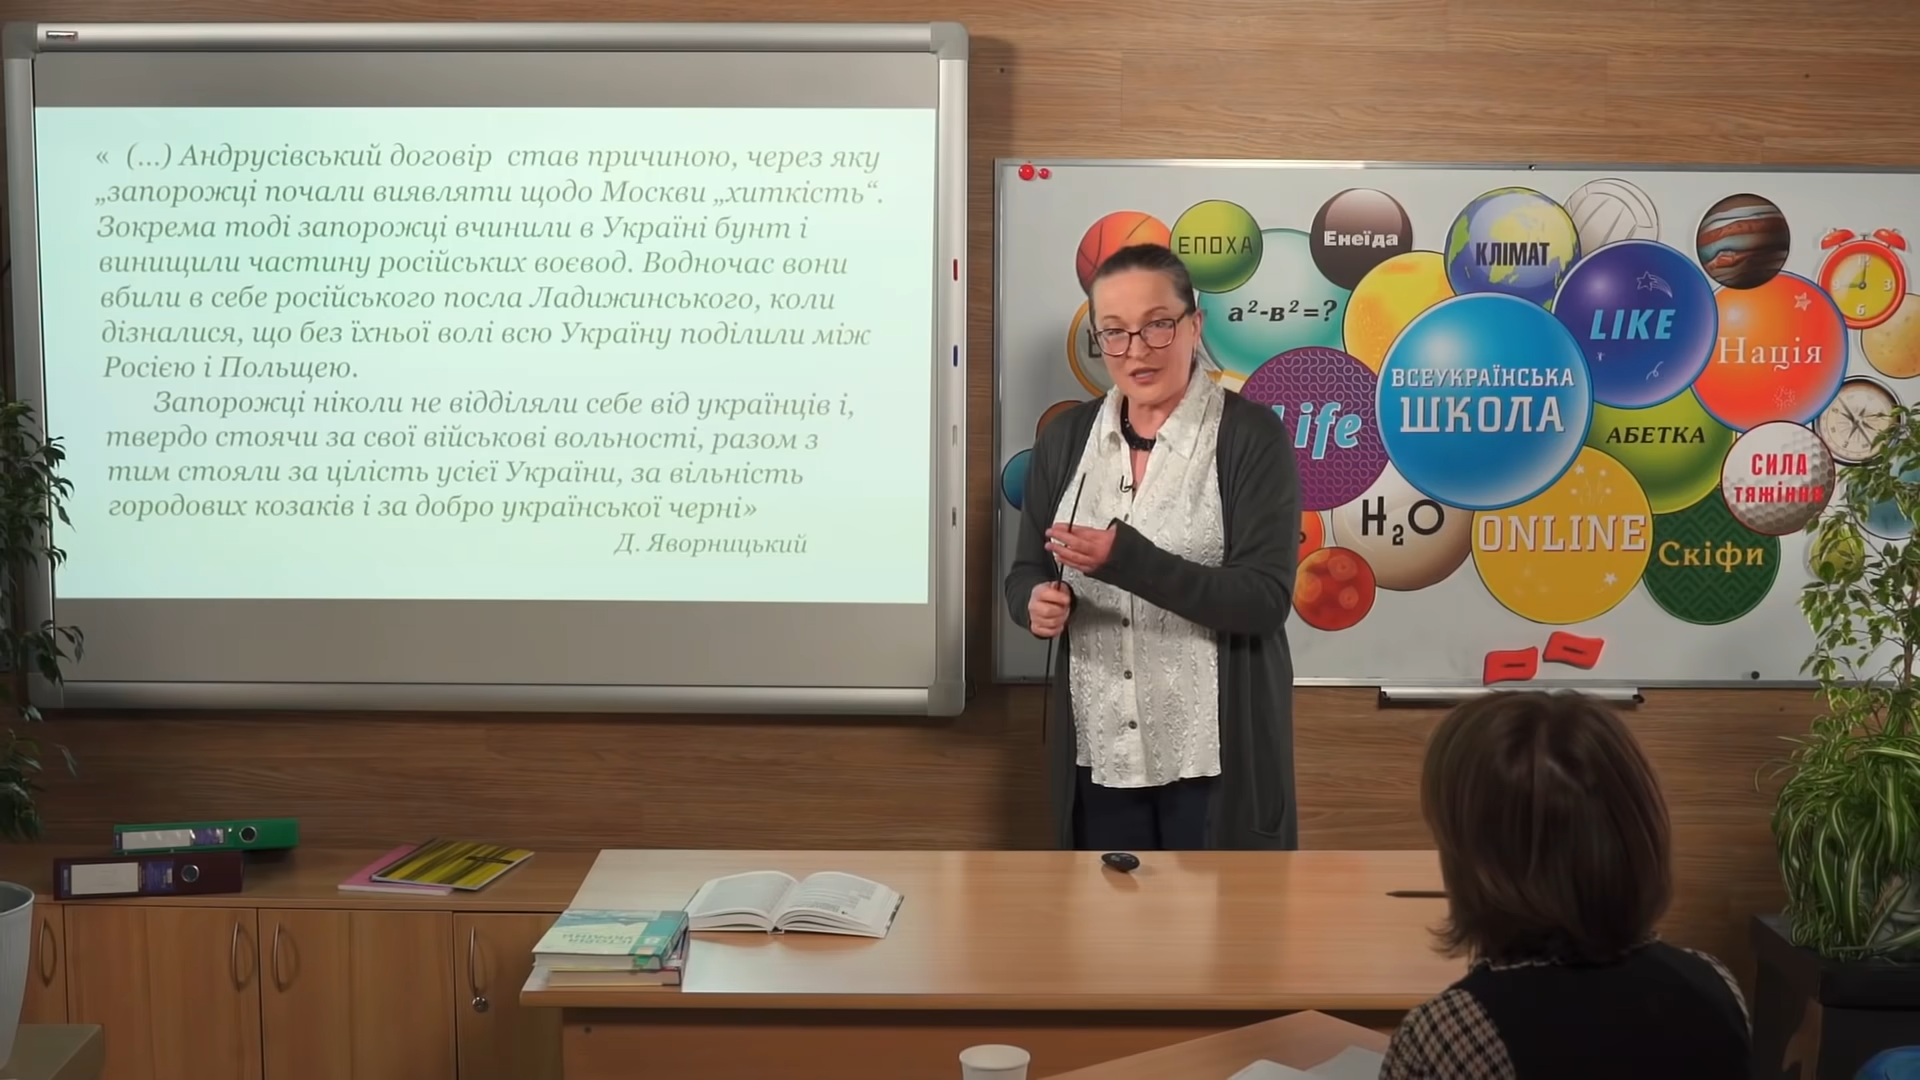 « (...) Андрусівський договір став причиною, через яку
„запорожці почали виявляти щодо Москви „хиткість“.
Зокрема тоді запорожці вчинили в Україні бунт і
винищили частину російських воєвод. Водночас вони
вбили в себе російського посла Ладижинського, коли
дізналися, що без їхньої волі всю Україну поділили між
Росією і Польщею.
Запорожці ніколи не відділяли себе від українців і,
твердо стоячи за свої військові вольності, разом з
тим стояли за цілість усієї України, за вільність
городових козаків і за добро української черні»
Д. Яворницький
ЕПОХА
Енеїда
КЛІМАТ
a²-в²=?
LIKE
Нація
ВСЕУКРАЇНСЬКА
ШКОЛА
Life
АБЕТКА
СИЛА
ТЯЖІННЯ
H₂O
ONLINE
Скіфи
ІСТОРІЯ
УКРАЇНИ